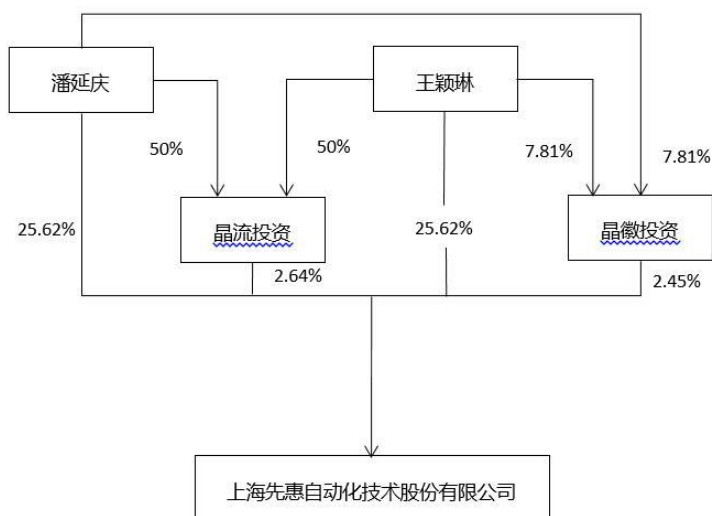 潘延庆
王颖琳
50%
50%
7.81%
7.81%
25.62%
晶流投资
25.62%
晶徽投资
2.64%
2.45%
上海先惠自动化技术股份有限公司